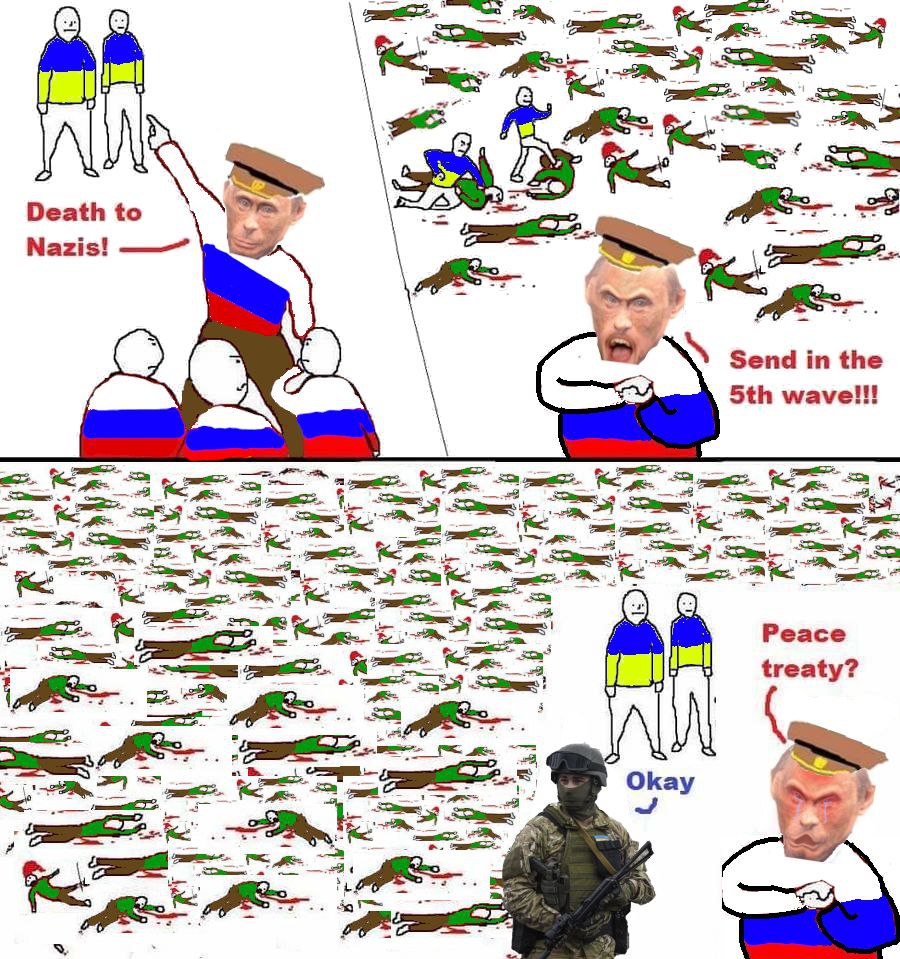 Death to
Nazis!
Send in the
5th wave!!!
Peace
treaty?
Okay